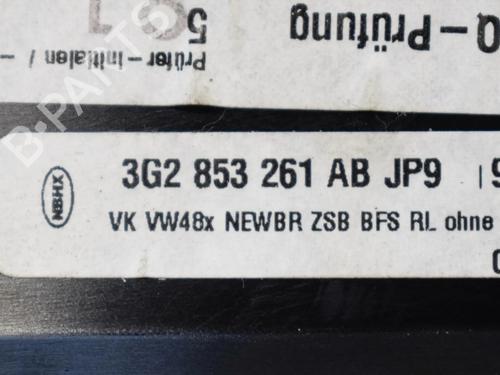 Q-Prüfung
5
Prüfer-Initialen / -
NBHX
3G2 853 261 AB JP9
VK VW48x NEWBR ZSB BFS RL ohne
B-PARTS